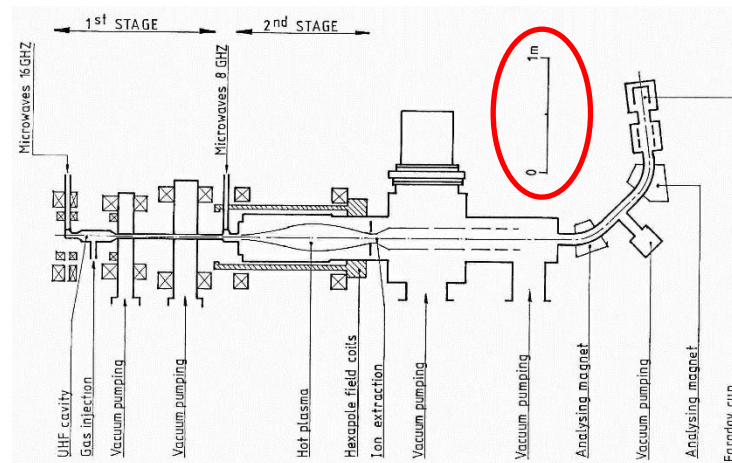 1st STAGE
2nd STAGE
Microwaves 16GHZ
Microwaves 8 GHZ
1m
0
UHF cavity
Gas injection
Vacuum pumping
Vacuum pumping
Hot plasma
Hexapole field coils
Ion extraction
Vacuum pumping
Vacuum pumping
Analysing magnet
Vacuum pumping
Analysing magnet
Faraday cup